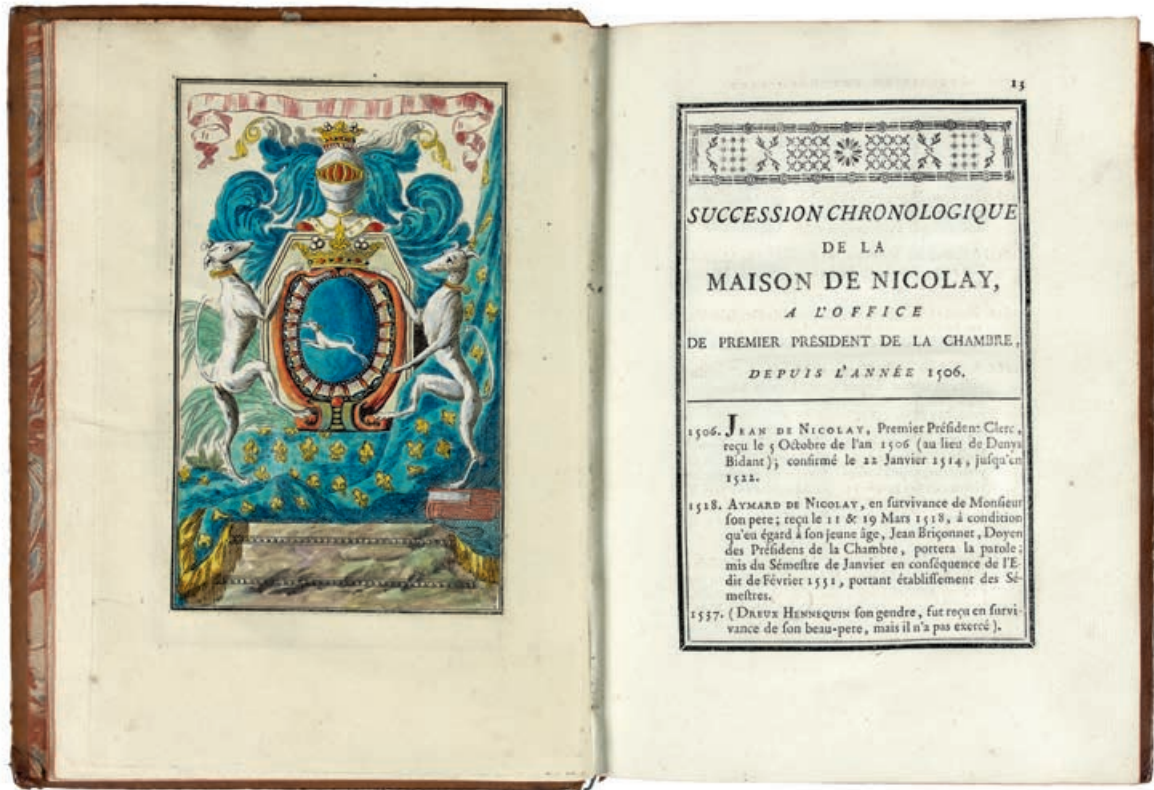 13
SUCCESSION CHRONOLOGIQUE
DE LA
MAISON DE NICOLAY,
A L'OFFICE
DE PREMIER PRÉSIDENT DE LA CHAMBRE,
DEPUIS L'ANNÉE 1506.
1506. JEAN DE NICOLAY, Premier Préſident Clerc,
reçu le 5 Octobre de l'an 1506 (au lieu de Denys
Bidant); confirmé le 22 Janvier 1514, juſqu'en
1522.
1518. AYMARD DE NICOLAY, en ſurvivance de Monſieur
ſon pere; reçu le 11 & 19 Mars 1518, à condition
qu'eu égard à ſon jeune âge, Jean Briçonnet, Doyen
des Préſidens de la Chambre, portera la parole;
mis du Sémeſtre de Janvier en conſéquence de l'E-
dit de Février 1551, portant établiſſement des Sé-
meſtres.
1537. (DREUX HENNEQUIN ſon gendre, fut reçu en ſurvi-
vance de ſon beau-pere, mais il n'a pas exercé).